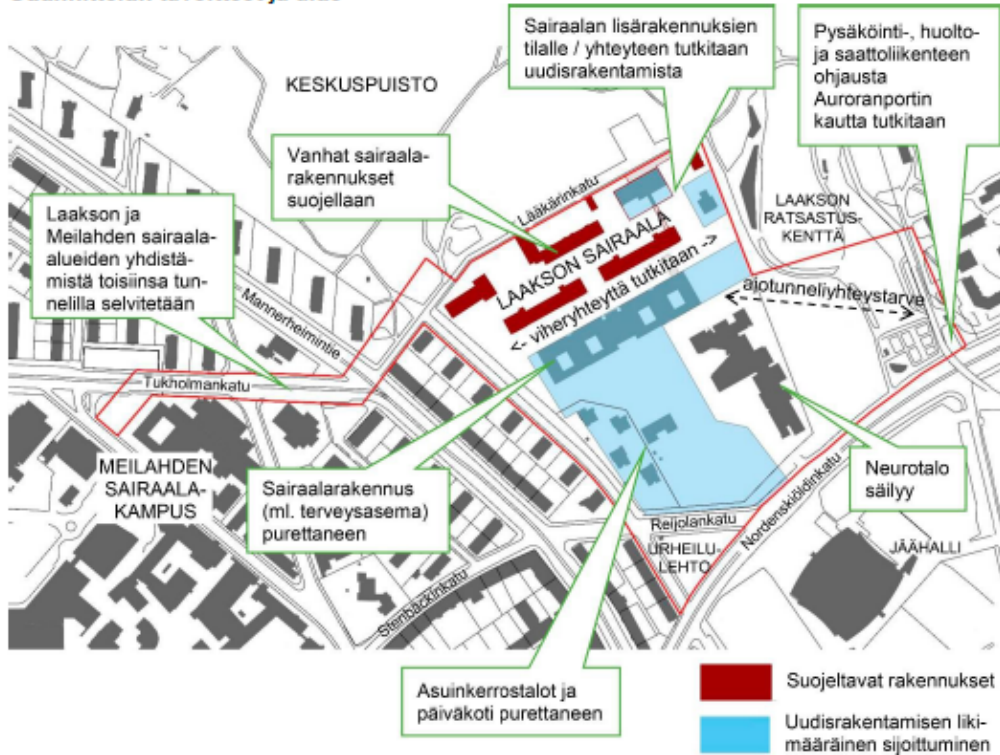 Sairaalan lisärakennuksien
tilalle / yhteyteen tutkitaan
uudisrakentamista
Pysäköinti-, huolto-
ja saattoliikenteen
ohjausta
Auroranportin
kautta tutkitaan
KESKUSPUISTO
Vanhat sairaala-
rakennukset
suojellaan
Lääkärinkatu
LAAKSON
RATSASTUS-
KENTTÄ
Laakson ja
Meilahden sairaala-
alueiden yhdistä-
mistä toisiinsa tun-
nelilla selvitetään
LAAKSON SAIRAALA
<- viheryhteyttä tutkitaan ->
ajotunneliyhteystarve
Mannerheimintie
Tukholmankatu
MEILAHDEN
SAIRAALA-
KAMPUS
Sairaalarakennus
(ml. terveysasema)
purettaneen
Neurotalo
säilyy
Reijolankatu
Nordenskiöldinkatu
URHEILU-
LEHTO
JÄÄHALLI
Stenbäckinkatu
Asuinkerrostalot ja
päiväkoti purettaneen
Suojeltavat rakennukset
Uudisrakentamisen liki-
määräinen sijoittuminen